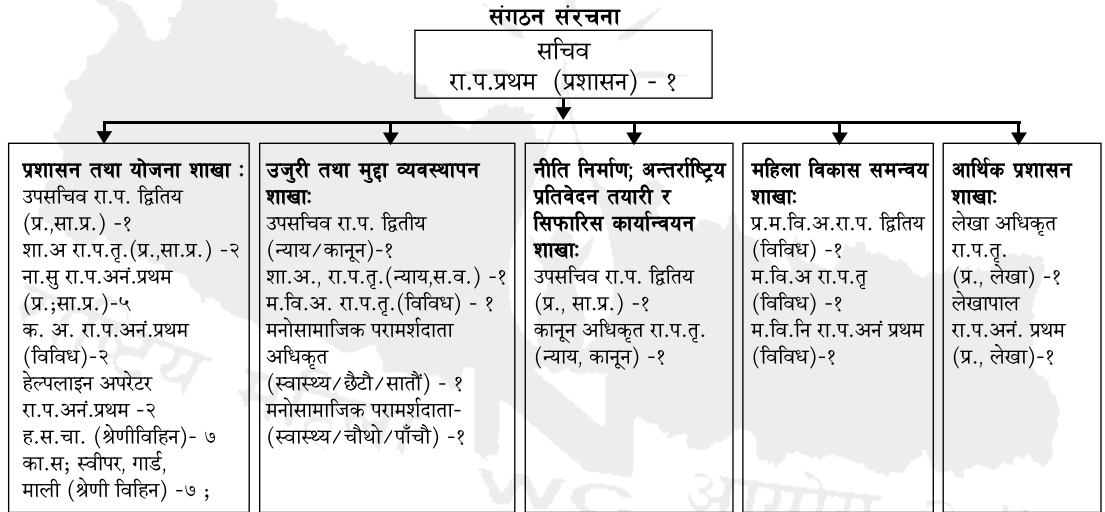 संगठन संरचना
सचिव
रा.प.प्रथम (प्रशासन) - १
प्रशासन तथा योजना शाखा :
उपसचिव रा.प. द्वितिय
(प्र.,सा.प्र.) -१
शा.अ रा.प.तृ.(प्र.,सा.प्र.) -२
ना.सु रा.प.अनं.प्रथम
(प्र.;सा.प्र.)-५
क. अ. रा.प.अनं.प्रथम
(विविध)-२
हेल्पलाइन अपरेटर
रा.प.अनं.प्रथम -२
ह.स.चा. (श्रेणीविहिन)- ७
का.स; स्वीपर, गार्ड,
माली (श्रेणी विहिन) -७ ;
उजुरी तथा मुद्दा व्यवस्थापन
शाखाः
उपसचिव रा.प. द्वितीय
(न्याय/कानून)-१
शा.अ., रा.प.तृ.(न्याय,स.व.) -१
म.वि.अ. रा.प.तृ.(विविध) - १
मनोसामाजिक परामर्शदाता
अधिकृत
(स्वास्थ्य/छैटौ/सातौं) - १
मनोसामाजिक परामर्शदाता-
(स्वास्थ्य/चौथो/पाँचौ) -१
नीति निर्माण; अन्तर्राष्ट्रिय
प्रतिवेदन तयारी र
सिफारिस कार्यान्वयन
शाखाः
उपसचिव रा.प. द्वितिय
(प्र., सा.प्र.) -१
कानून अधिकृत रा.प.तृ.
(न्याय, कानून) -१
महिला विकास समन्वय
शाखाः
प्र.म.वि.अ.रा.प. द्वितिय
(विविध) -१
म.वि.अ रा.प.तृ
(विविध) -१
म.वि.नि रा.प.अनं प्रथम
(विविध)-१
आर्थिक प्रशासन
शाखाः
लेखा अधिकृत
रा.प.तृ.
(प्र., लेखा) -१
लेखापाल
रा.प.अनं. प्रथम
(प्र., लेखा)-१